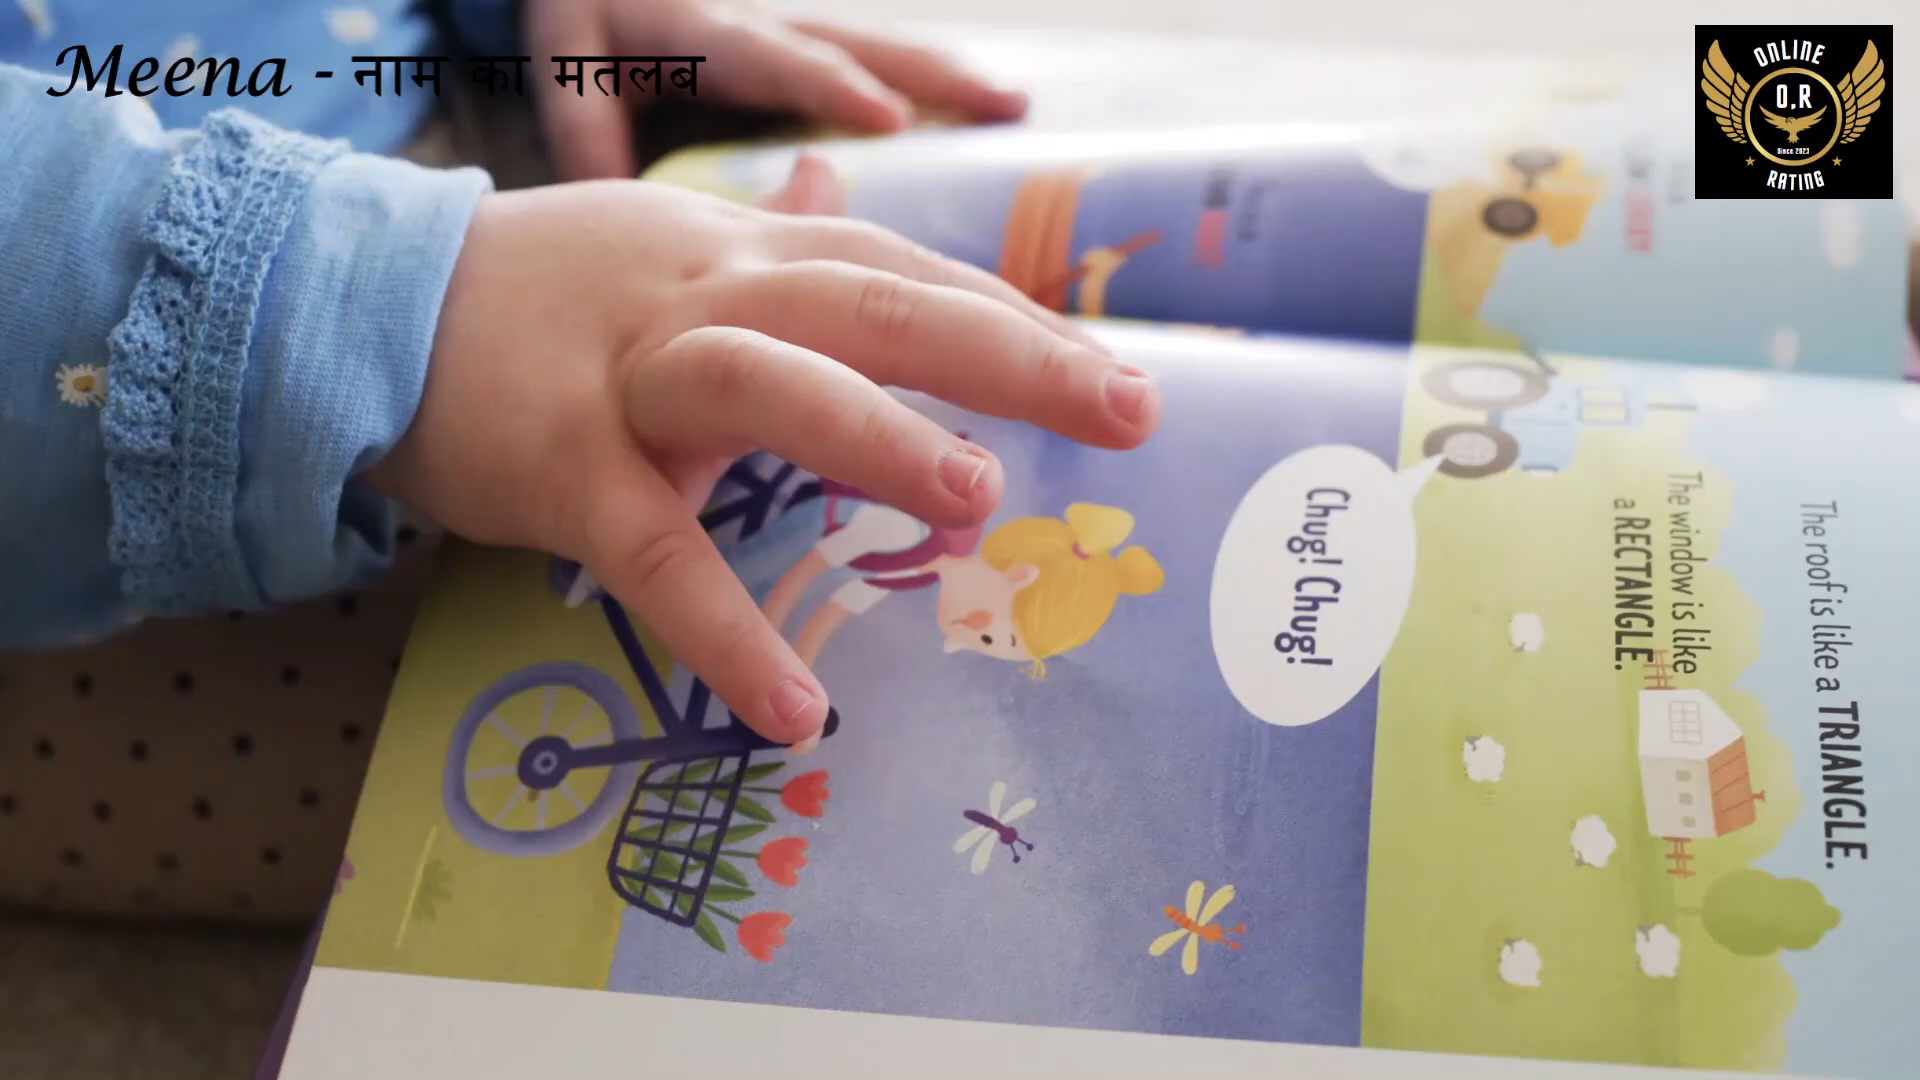 Meena - नाम का मतलब
ONLINE
O,R
Since 2023
RATING
Chug! Chug!
The window is like
a RECTANGLE.
The roof is like a TRIANGLE.